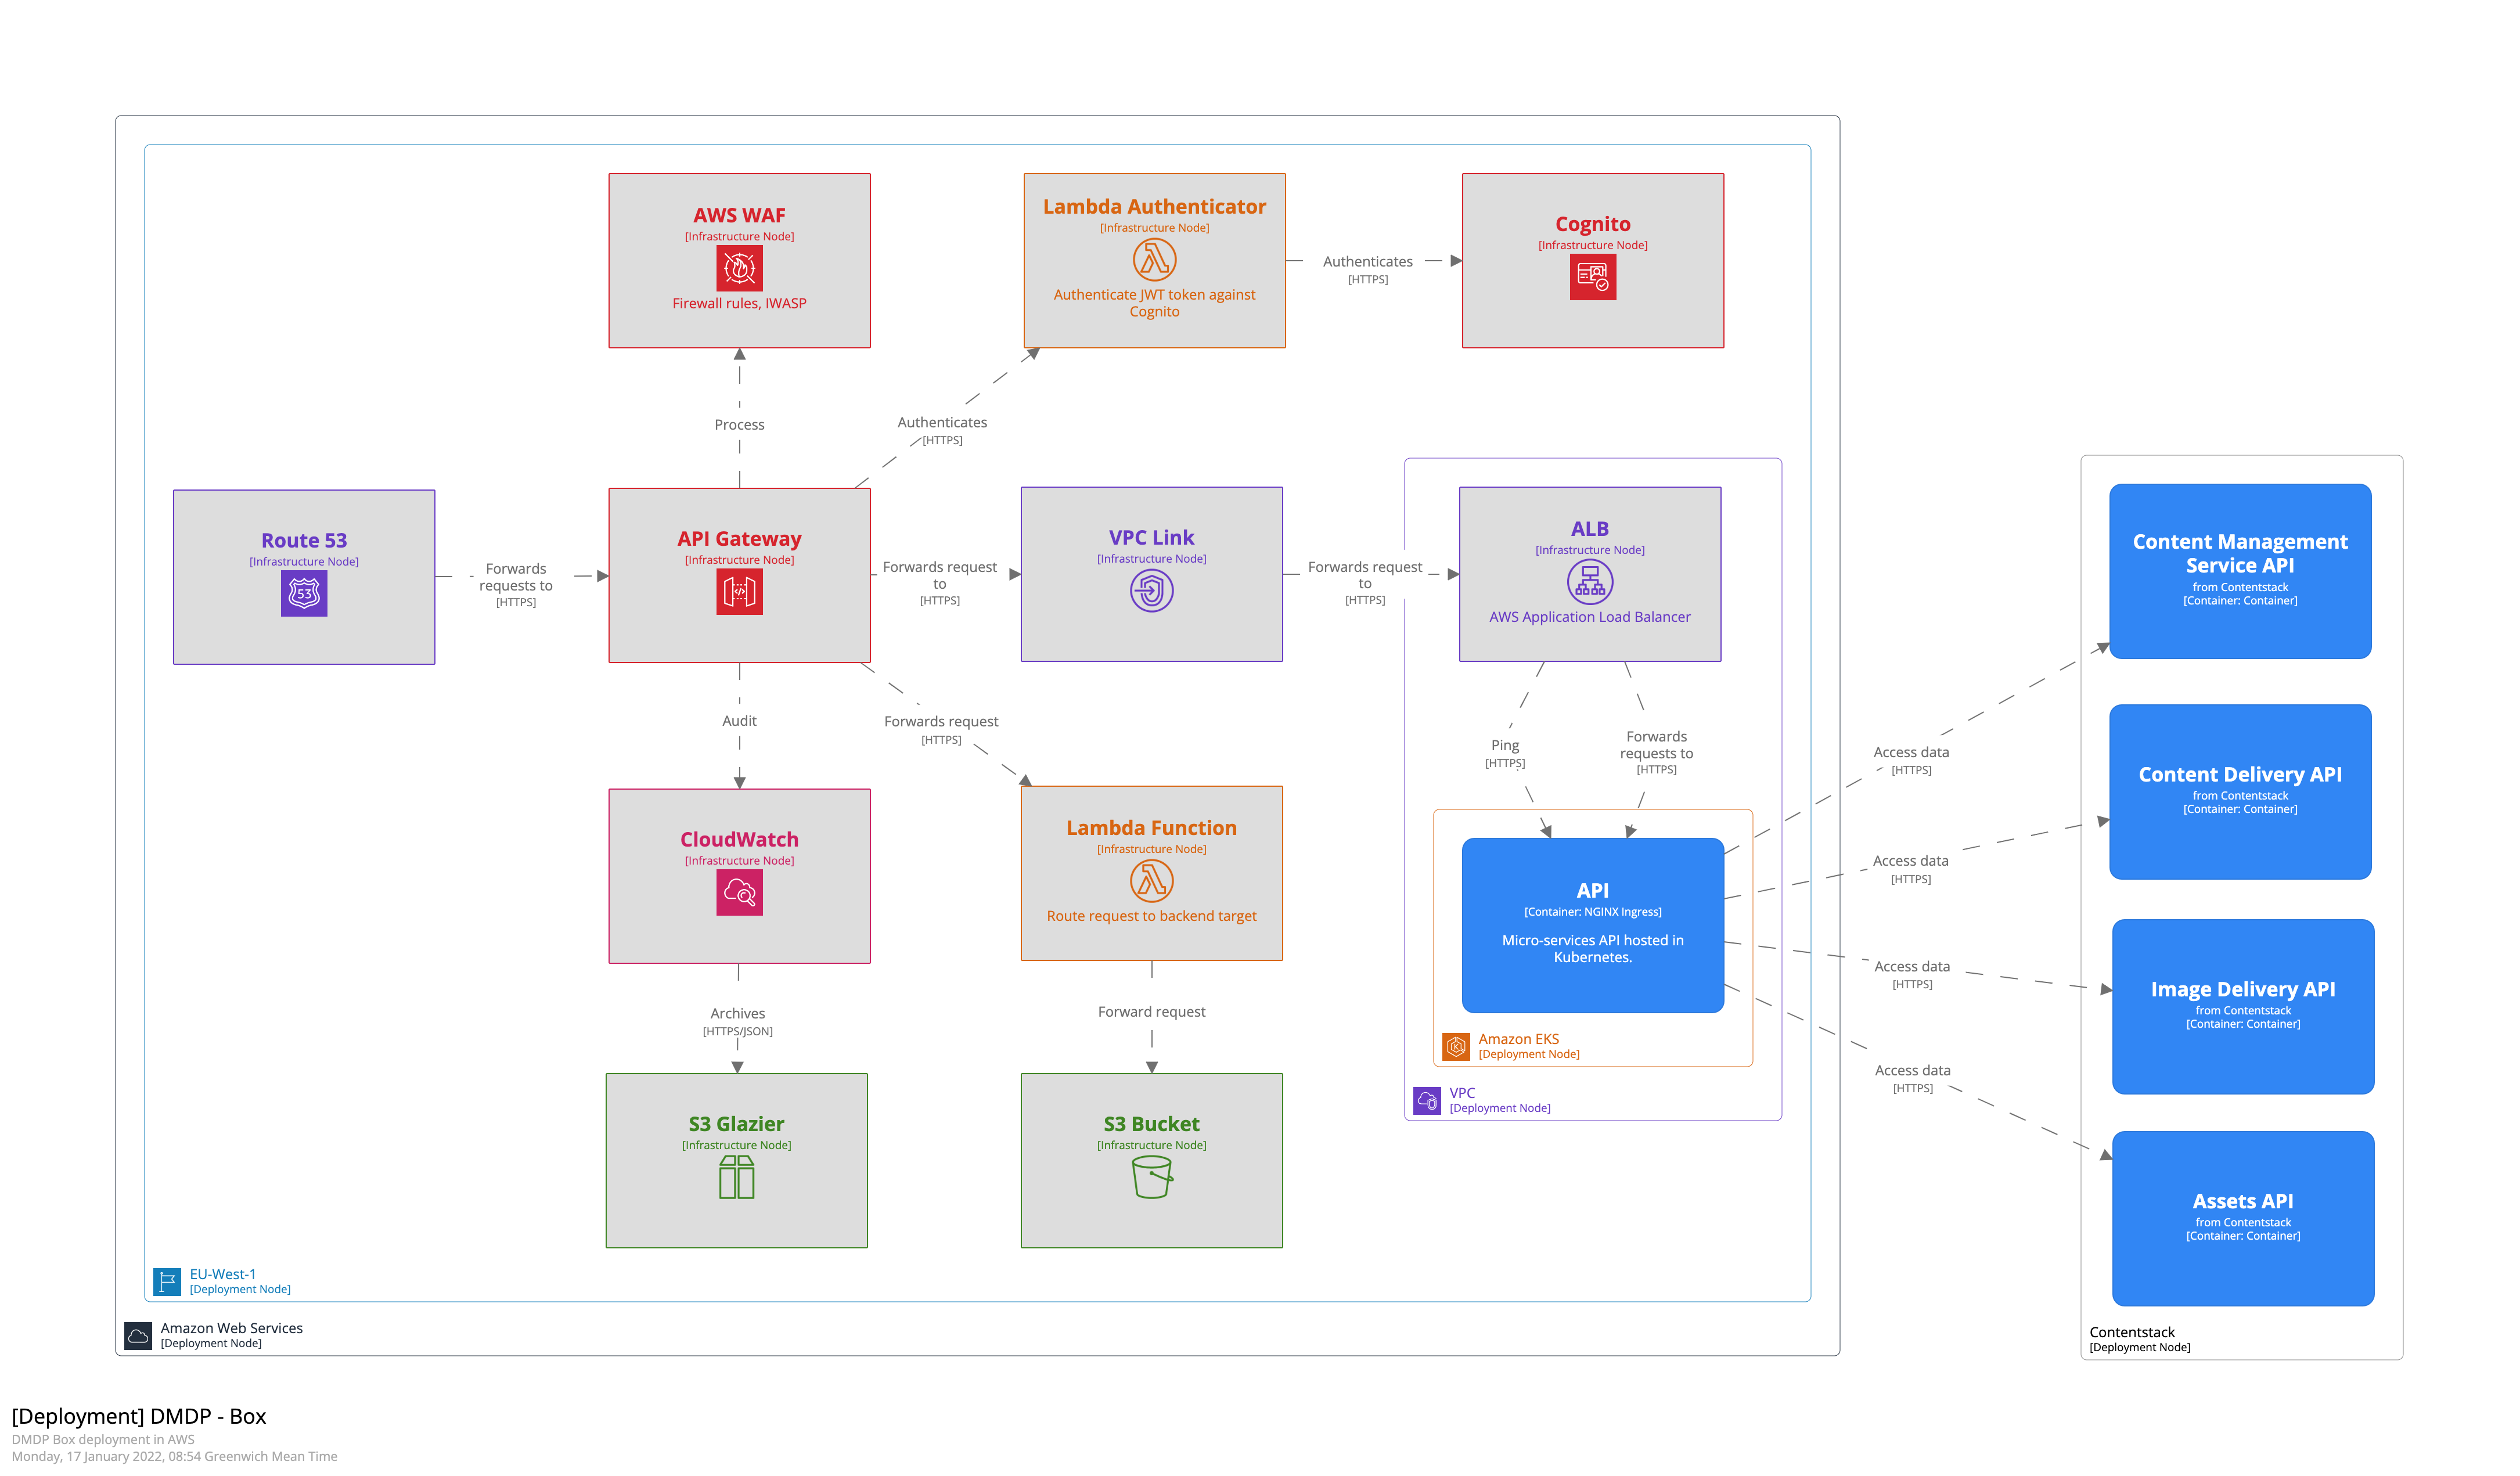 AWS WAF
[Infrastructure Node]
Firewall rules, IWASP
Lambda Authenticator
[Infrastructure Node]
Authenticate JWT token against
Cognito
Authenticates
[HTTPS]
Cognito
[Infrastructure Node]
Process
Authenticates
[HTTPS]
Route 53
[Infrastructure Node]
53
Forwards
requests to
[HTTPS]
API Gateway
[Infrastructure Node]
Forwards request
to
[HTTPS]
VPC Link
[Infrastructure Node]
Forwards request
to
[HTTPS]
ALB
[Infrastructure Node]
AWS Application Load Balancer
Audit
Forwards request
[HTTPS]
Ping
[HTTPS]
Forwards
requests to
[HTTPS]
CloudWatch
[Infrastructure Node]
Lambda Function
[Infrastructure Node]
Route request to backend target
API
[Container: NGINX Ingress]
Micro-services API hosted in
Kubernetes.
Amazon EKS
[Deployment Node]
VPC
[Deployment Node]
Archives
[HTTPS/JSON]
Forward request
S3 Glazier
[Infrastructure Node]
S3 Bucket
[Infrastructure Node]
EU-West-1
[Deployment Node]
Amazon Web Services
[Deployment Node]
Access data
[HTTPS]
Access data
[HTTPS]
Access data
[HTTPS]
Access data
[HTTPS]
Content Management
Service API
from Contentstack
[Container: Container]
Content Delivery API
from Contentstack
[Container: Container]
Image Delivery API
from Contentstack
[Container: Container]
Assets API
from Contentstack
[Container: Container]
Contentstack
[Deployment Node]
[Deployment] DMDP - Box
DMDP Box deployment in AWS
Monday, 17 January 2022, 08:54 Greenwich Mean Time